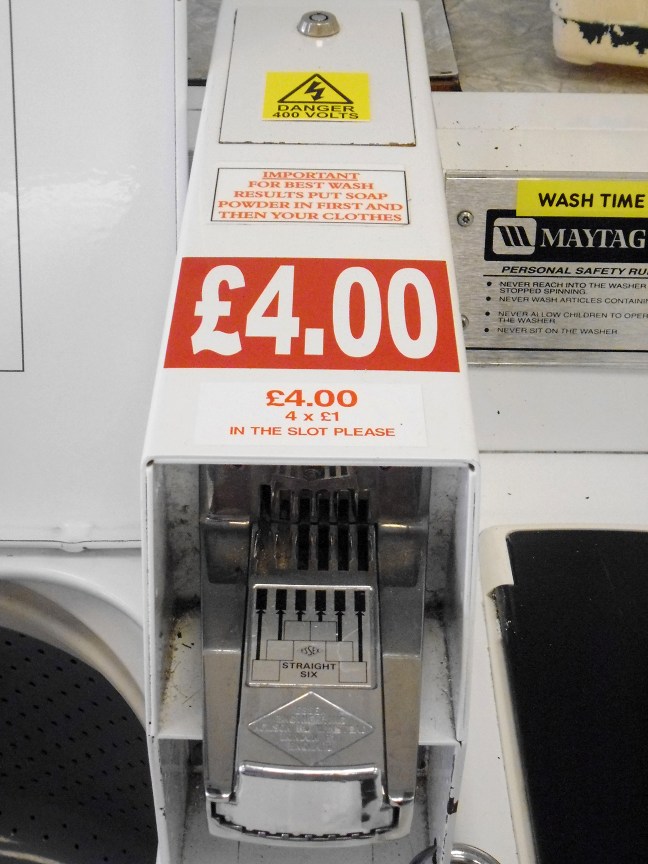 DANGER
400 VOLTS
IMPORTANT
FOR BEST WASH
RESULTS PUT SOAP
POWDER IN FIRST AND
THEN YOUR CLOTHES
£4.00
£4.00
4 x £1
IN THE SLOT PLEASE
WASH TIME
MAYTAG
PERSONAL SAFETY RU
• NEVER REACH INTO THE WASHER
STOPPED SPINNING.
• NEVER WASH ARTICLES CONTAININ
• NEVER ALLOW CHILDREN TO OPER
THE WASHER.
• NEVER SIT ON THE WASHER
STRAIGHT
SIX